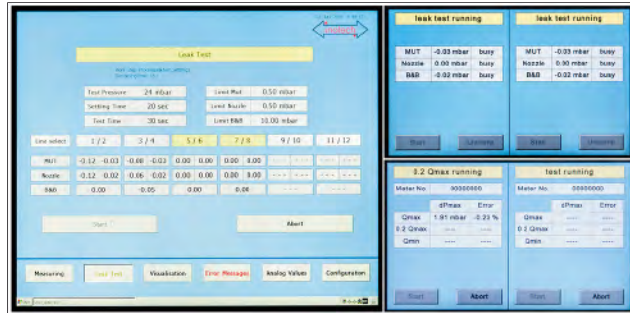 Leak Test
Test Pressure 24 mbar Limit Mut 0.50 mbar
Settling Time 20 sec Limit Nozzle 0.50 mbar
Test Time 30 sec Limit B&B 10.00 mbar
Line select 1 / 2 3 / 4 5 / 6 7 / 8 9 / 10 11 / 12
MUT -0.12 -0.03 -0.08 -0.03 0.00 0.00 0.00 0.00 --- --- --- ---
Nozzle -0.12 -0.02 -0.06 -0.02 0.00 0.00 0.00 0.00 --- --- --- ---
B&B 0.00 -0.05 0.00 0.00 --- ---
Start Abort
Measuring Leak Test Visualisation Error Messages Analog Values Configuration
leak test running
MUT -0.03 mbar busy
Nozzle 0.00 mbar busy
B&B -0.02 mbar busy
Start
leak test running
MUT -0.03 mbar busy
Nozzle 0.00 mbar busy
B&B -0.02 mbar busy
Start
0.2 Qmax running
Meter No 00000000
dPmax Error
Qmax 1.91 mbar -0.23 %
0.2 Qmax ---- ----
Qmin ---- ----
Start Abort
test running
Meter No 00000000
dPmax Error
Qmax ---- ----
0.2 Qmax ---- ----
Qmin ---- ----
Start Abort